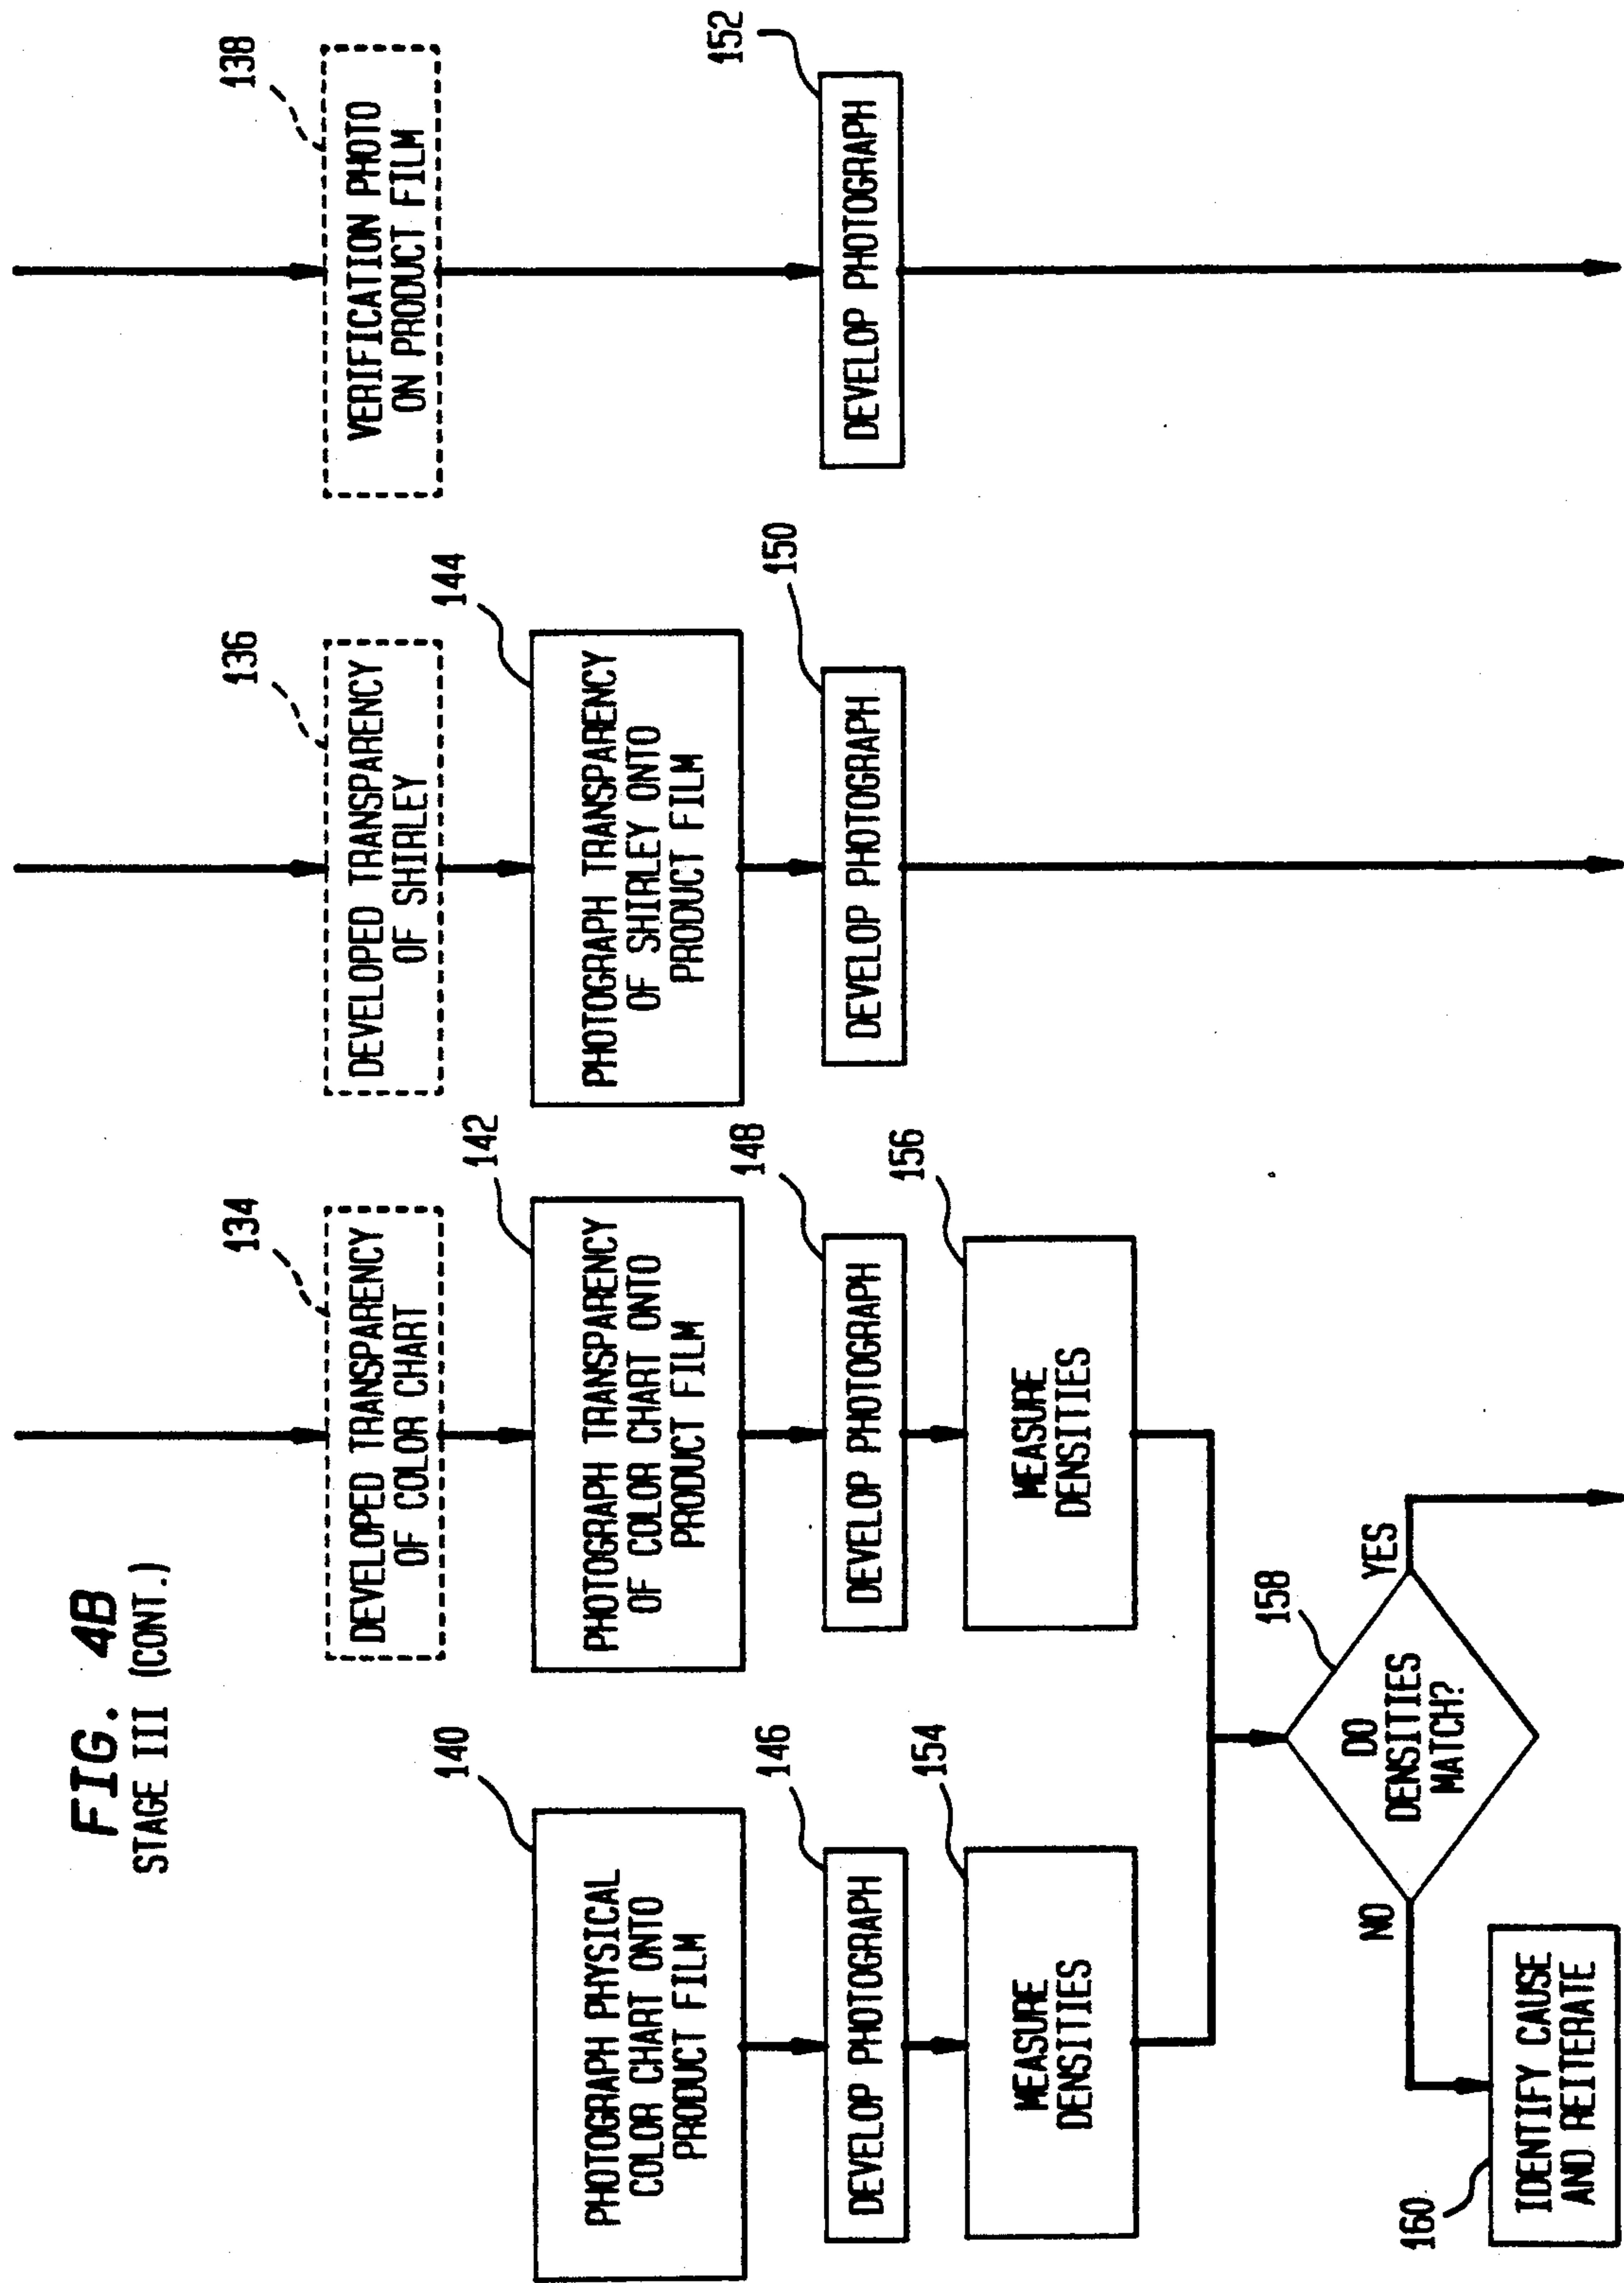 FIG. 4B
STAGE III (CONT.)
134
DEVELOPED TRANSPARENCY
OF COLOR CHART
136
DEVELOPED TRANSPARENCY
OF SHIRLEY
138
VERIFICATION PHOTO
ON PRODUCT FILM
140
PHOTOGRAPH PHYSICAL
COLOR CHART ONTO
PRODUCT FILM
142
PHOTOGRAPH TRANSPARENCY
OF COLOR CHART ONTO
PRODUCT FILM
144
PHOTOGRAPH TRANSPARENCY
OF SHIRLEY ONTO
PRODUCT FILM
146
DEVELOP PHOTOGRAPH
148
DEVELOP PHOTOGRAPH
150
DEVELOP PHOTOGRAPH
152
DEVELOP PHOTOGRAPH
154
MEASURE
DENSITIES
156
MEASURE
DENSITIES
158
DO
DENSITIES
MATCH?
NO
YES
160
IDENTIFY CAUSE
AND REITERATE